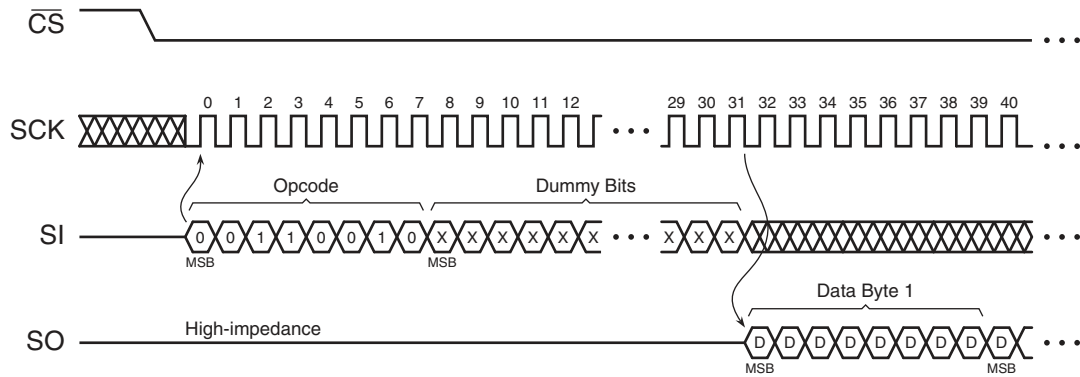 CS
0 1 2 3 4 5 6 7 8 9 10 11 12 29 30 31 32 33 34 35 36 37 38 39 40
SCK
Opcode Dummy Bits
SI 0 0 1 1 0 0 1 0 X X X X X X X X X
MSB MSB
Data Byte 1
High-impedance
SO D D D D D D D D D
MSB MSB